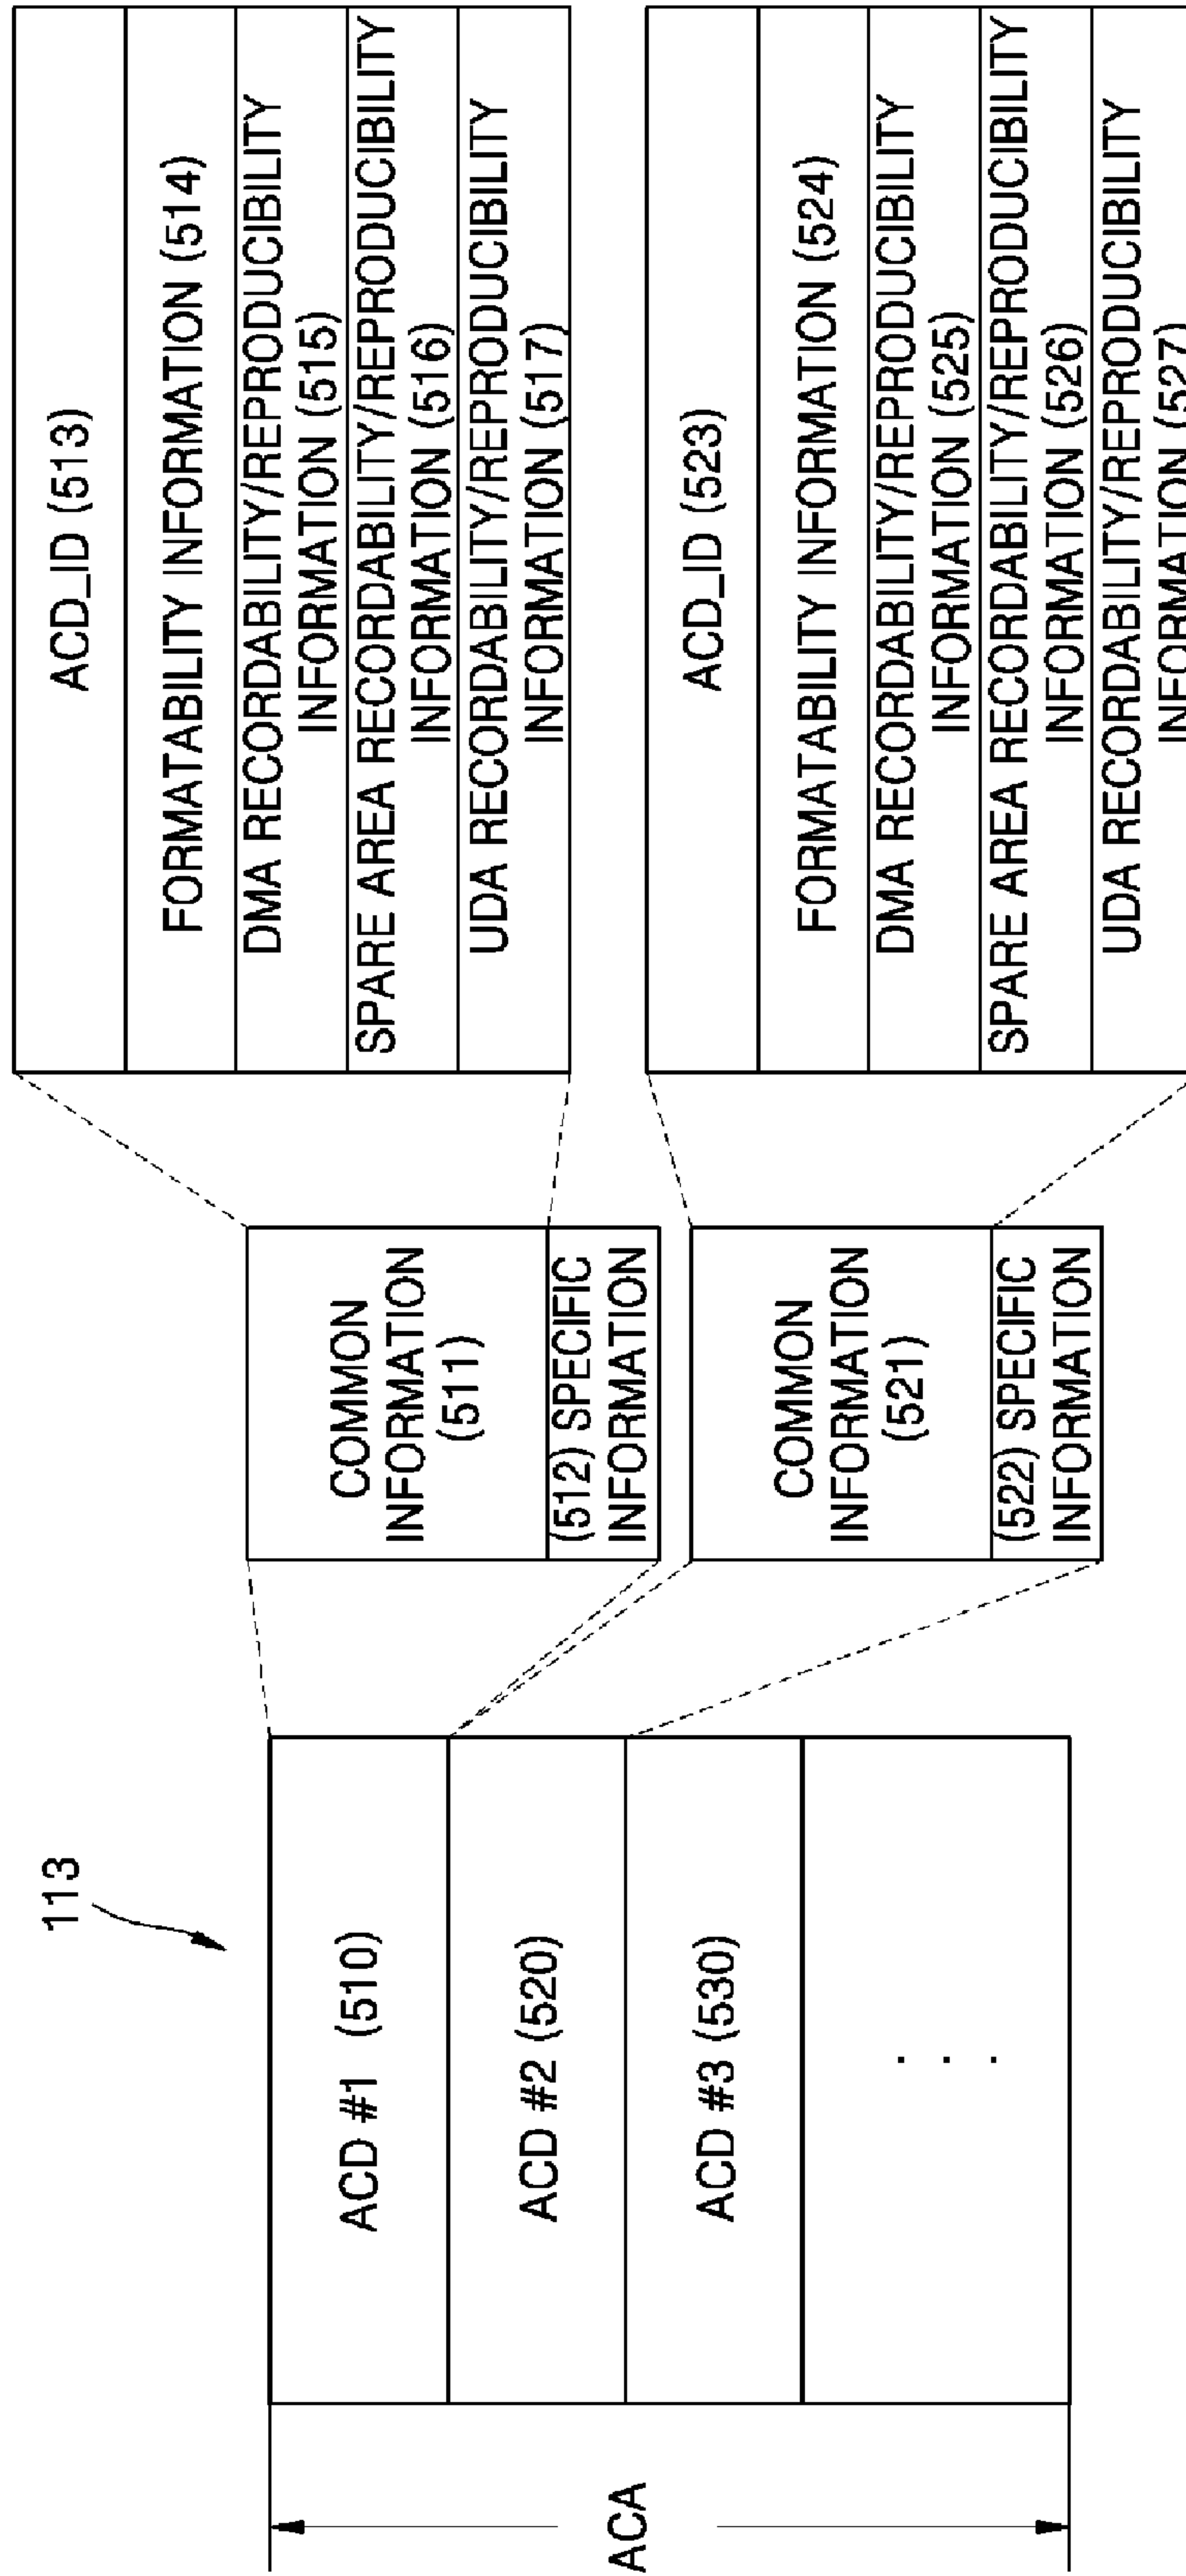 113
ACA
ACD #1 (510)
ACD #2 (520)
ACD #3 (530)
. . .
COMMON
INFORMATION
(511)
(512) SPECIFIC
INFORMATION
COMMON
INFORMATION
(521)
(522) SPECIFIC
INFORMATION
ACD_ID (513)
FORMATABILITY INFORMATION (514)
DMA RECORDABILITY/REPRODUCIBILITY
INFORMATION (515)
SPARE AREA RECORDABILITY/REPRODUCIBILITY
INFORMATION (516)
UDA RECORDABILITY/REPRODUCIBILITY
INFORMATION (517)
ACD_ID (523)
FORMATABILITY INFORMATION (524)
DMA RECORDABILITY/REPRODUCIBILITY
INFORMATION (525)
SPARE AREA RECORDABILITY/REPRODUCIBILITY
INFORMATION (526)
UDA RECORDABILITY/REPRODUCIBILITY
INFORMATION (527)